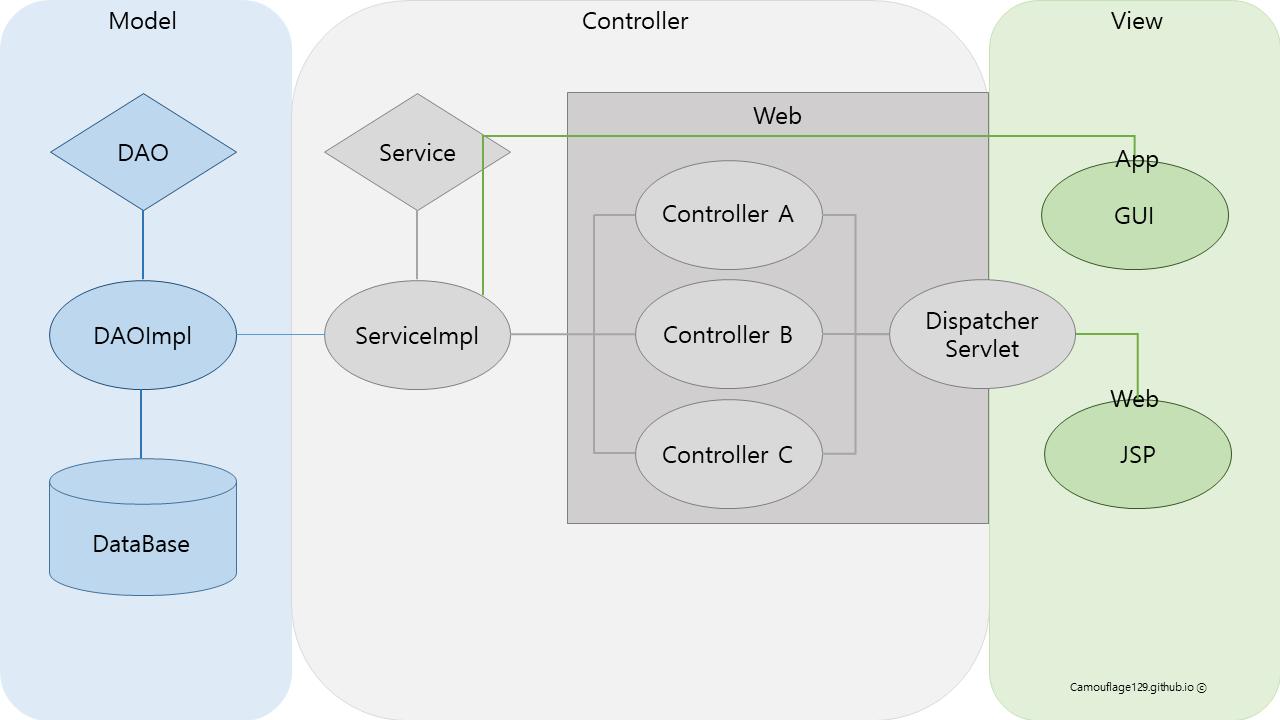 Model
Controller
View
DAO
Service
Web
App
GUI
Controller A
DAOImpl
ServiceImpl
Controller B
Dispatcher
Servlet
Web
JSP
Controller C
DataBase
Camouflage129.github.io ©